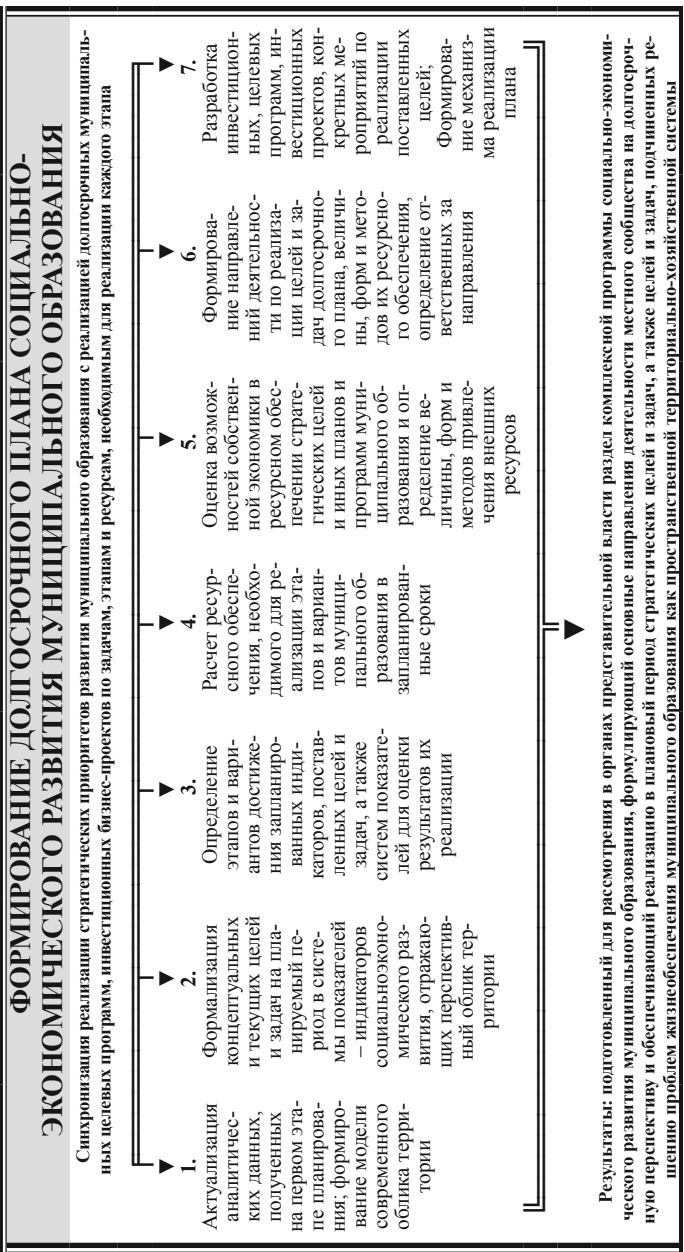 ФОРМИРОВАНИЕ ДОЛГОСРОЧНОГО ПЛАНА СОЦИАЛЬНО-
ЭКОНОМИЧЕСКОГО РАЗВИТИЯ МУНИЦИПАЛЬНОГО ОБРАЗОВАНИЯ
Синхронизация реализации стратегических приоритетов развития муниципального образования с реализацией долгосрочных муниципаль-
ных целевых программ, инвестиционных бизнес-проектов по задачам, этапам и ресурсам, необходимым для реализации каждого этапа
1.
Актуализация
аналитичес-
ких данных,
полученных
на первом эта-
пе планирова-
ния; формиро-
вание модели
современного
облика терри-
тории
2.
Формализация
концептуальных
и текущих целей
и задач на пла-
нируемый пе-
риод в систе-
мы показателей
– индикаторов
социальноэконо-
мического раз-
вития, отражаю-
щих перспектив-
ный облик тер-
ритории
3.
Определение
этапов и вари-
антов достиже-
ния запланиро-
ванных инди-
каторов, постав-
ленных целей и
задач, а также
систем показате-
лей для оценки
результатов их
реализации
4.
Расчет ресур-
сного обеспе-
чения, необхо-
димого для ре-
ализации эта-
пов и вариан-
тов муници-
пального об-
разования в
запланирован-
ные сроки
5.
Оценка возмож-
ностей собствен-
ной экономики в
ресурсном обес-
печении страте-
гических целей
и иных планов и
программ муни-
ципального об-
разования и оп-
ределение ве-
личины, форм и
методов привле-
чения внешних
ресурсов
6.
Формирова-
ние направле-
ний деятельнос-
ти по реализа-
ции целей и за-
дач долгосрочно-
го плана, величи-
ны, форм и мето-
дов их ресурсно-
го обеспечения,
определение от-
ветственных за
направления
7.
Разработка
инвестицион-
ных, целевых
программ, ин-
вестиционных
проектов, кон-
кретных ме-
роприятий по
реализации
поставленных
целей;
Формирова-
ние механиз-
ма реализации
плана
Результаты: подготовленный для рассмотрения в органах представительной власти раздел комплексной программы социально-экономи-
ческого развития муниципального образования, формулирующий основные направления деятельности местного сообщества на долгосроч-
ную перспективу и обеспечивающий реализацию в плановый период стратегических целей и задач, а также целей и задач, подчиненных ре-
шению проблем жизнеобеспечения муниципального образования как пространственной территориально-хозяйственной системы